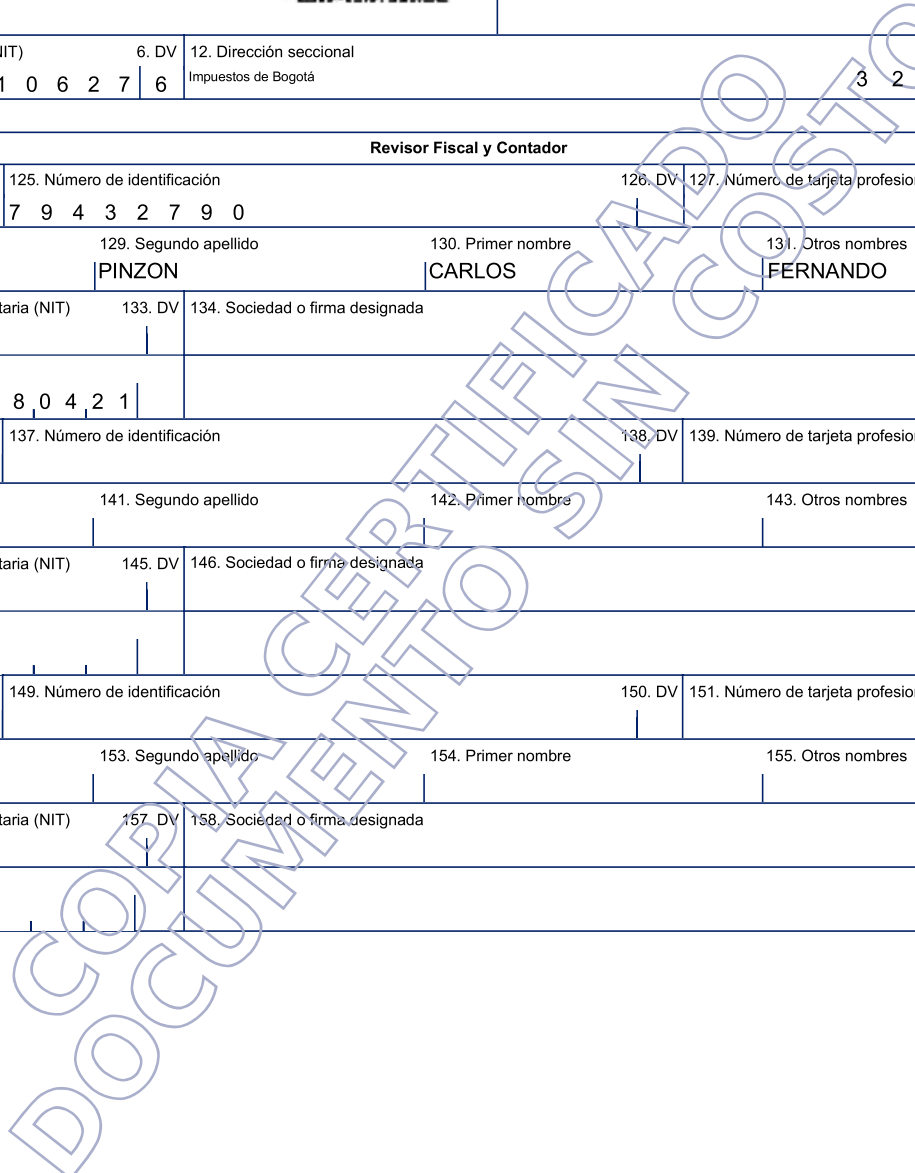 IIT) 6. DV 12. Dirección seccional
1 0 6 2 7 6 Impuestos de Bogotá 3 2
Revisor Fiscal y Contador
125. Número de identificación 126. DV 127. Número de tarjeta profesio
7 9 4 3 2 7 9 0
129. Segundo apellido 130. Primer nombre 131. Otros nombres
PINZON CARLOS FERNANDO
taria (NIT) 133. DV 134. Sociedad o firma designada
8 0 4 2 1
137. Número de identificación 138. DV 139. Número de tarjeta profesio
141. Segundo apellido 142. Primer nombre 143. Otros nombres
taria (NIT) 145. DV 146. Sociedad o firma designada
149. Número de identificación 150. DV 151. Número de tarjeta profesio
153. Segundo apellido 154. Primer nombre 155. Otros nombres
taria (NIT) 157. DV 158. Sociedad o firma designada
COPIA CERTIFICADO
DOCUMENTO SIN COSTO